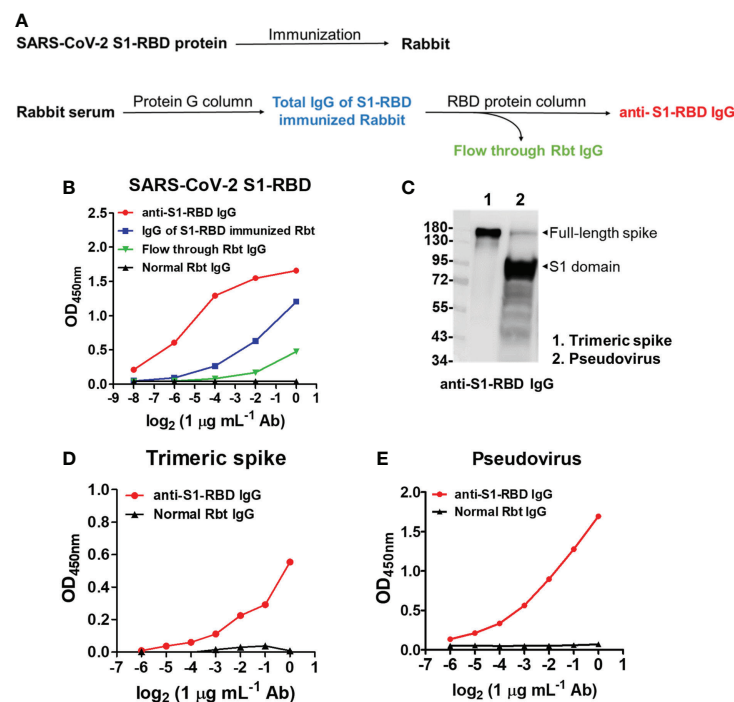 A
SARS-CoV-2 S1-RBD protein Immunization Rabbit
Rabbit serum Protein G column Total IgG of S1-RBD immunized Rabbit RBD protein column anti-S1-RBD IgG
Flow through Rbt IgG
B SARS-CoV-2 S1-RBD
2.5
2.0
1.5
1.0
0.5
0.0
OD450nm
anti-S1-RBD IgG
IgG of S1-RBD immunized Rbt
Flow through Rbt IgG
Normal Rbt IgG
-9 -8 -7 -6 -5 -4 -3 -2 -1 0 1
log2 (1 μg mL-1 Ab)
C
1 2
180-
130-
95-
72-
55-
43-
34-
Full-length spike
S1 domain
1. Trimeric spike
2. Pseudovirus
anti-S1-RBD IgG
D Trimeric spike
1.0
0.8
0.6
0.4
0.2
0.0
OD450nm
anti-S1-RBD IgG
Normal Rbt IgG
-7 -6 -5 -4 -3 -2 -1 0 1
log2 (1 μg mL-1 Ab)
E Pseudovirus
2.0
1.5
1.0
0.5
0.0
OD450nm
anti-S1-RBD IgG
Normal Rbt IgG
-7 -6 -5 -4 -3 -2 -1 0 1
log2 (1 μg mL-1 Ab)